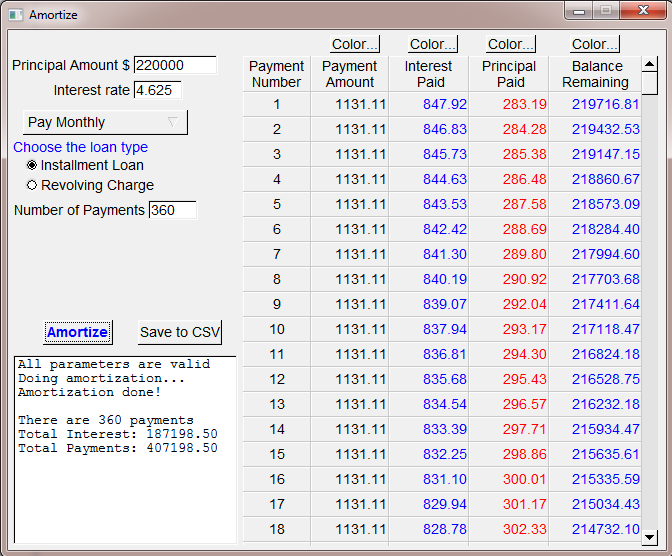 Amortize
Principal Amount $ 220000
Interest rate 4.625
Pay Monthly
Choose the loan type
Installment Loan
Revolving Charge
Number of Payments 360
Amortize Save to CSV
All parameters are valid
Doing amortization...
Amortization done!
There are 360 payments
Total Interest: 187198.50
Total Payments: 407198.50
Color... Color... Color... Color...
Payment Payment Interest Principal Balance
Number Amount Paid Paid Remaining
1 1131.11 847.92 283.19 219716.81
2 1131.11 846.83 284.28 219432.53
3 1131.11 845.73 285.38 219147.15
4 1131.11 844.63 286.48 218860.67
5 1131.11 843.53 287.58 218573.09
6 1131.11 842.42 288.69 218284.40
7 1131.11 841.30 289.80 217994.60
8 1131.11 840.19 290.92 217703.68
9 1131.11 839.07 292.04 217411.64
10 1131.11 837.94 293.17 217118.47
11 1131.11 836.81 294.30 216824.18
12 1131.11 835.68 295.43 216528.75
13 1131.11 834.54 296.57 216232.18
14 1131.11 833.39 297.71 215934.47
15 1131.11 832.25 298.86 215635.61
16 1131.11 831.10 300.01 215335.59
17 1131.11 829.94 301.17 215034.43
18 1131.11 828.78 302.33 214732.10